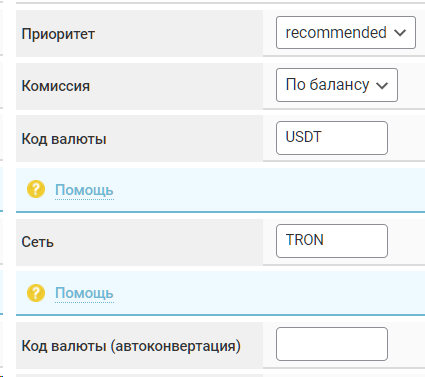 Приоритет
recommended
Комиссия
По балансу
Код валюты
USDT
? Помощь
Сеть
TRON
? Помощь
Код валюты (автоконвертация)